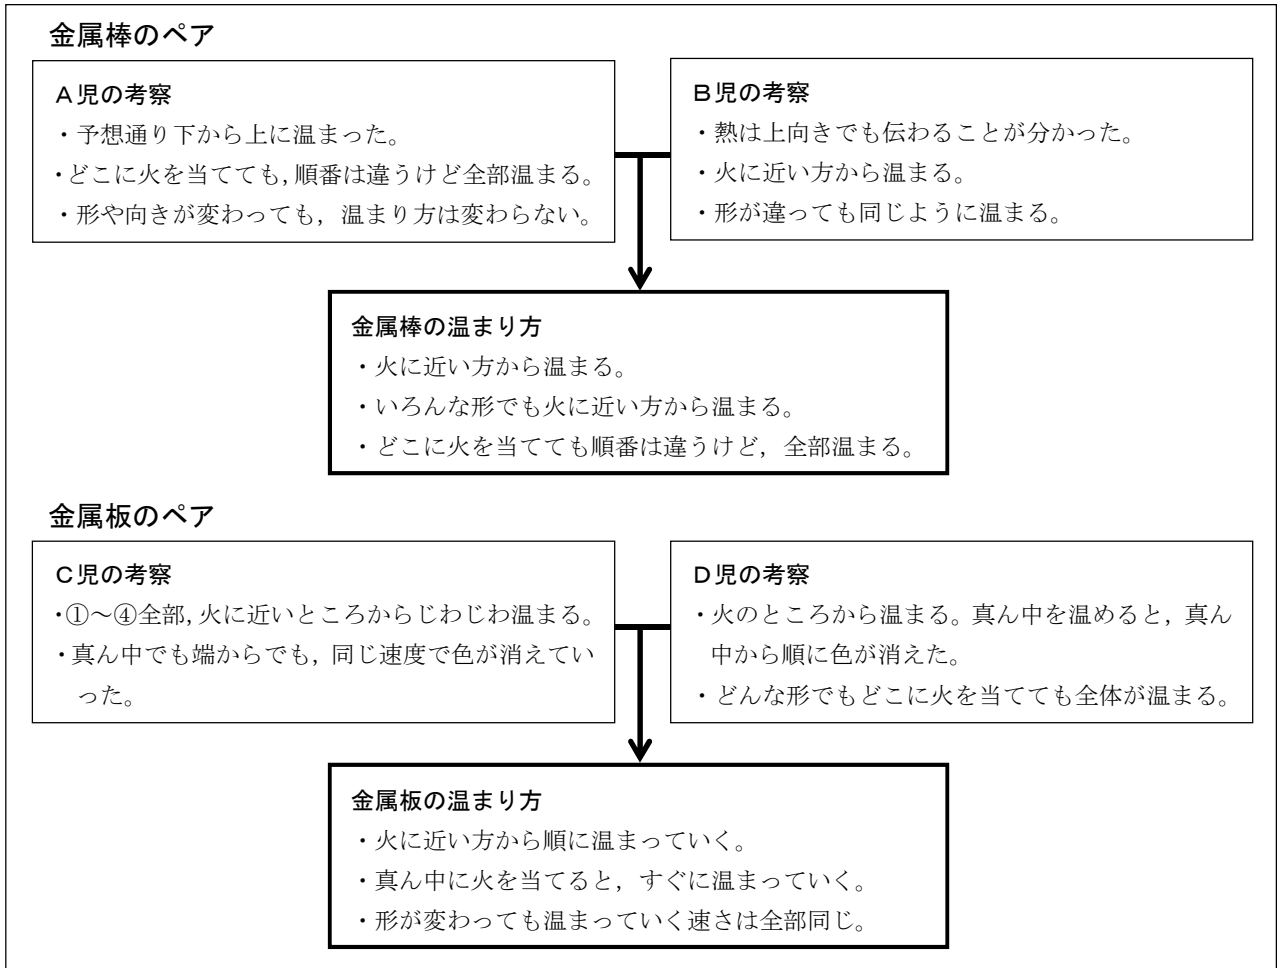 金属棒のペア
A児の考察
・予想通り下から上に温まった。
・どこに火を当てても,順番は違うけど全部温まる。
・形や向きが変わっても，温まり方は変わらない。
B児の考察
・熱は上向きでも伝わることが分かった。
・火に近い方から温まる。
・形が違っても同じように温まる。
金属棒の温まり方
・火に近い方から温まる。
・いろんな形でも火に近い方から温まる。
・どこに火を当てても順番は違うけど，全部温まる。
金属板のペア
C児の考察
・①～④全部,火に近いところからじわじわ温まる。
・真ん中でも端からでも，同じ速度で色が消えてい
った。
D児の考察
・火のところから温まる。真ん中を温めると，真ん
中から順に色が消えた。
・どんな形でもどこに火を当てても全体が温まる。
金属板の温まり方
・火に近い方から順に温まっていく。
・真ん中に火を当てると，すぐに温まっていく。
・形が変わっても温まっていく速さは全部同じ。